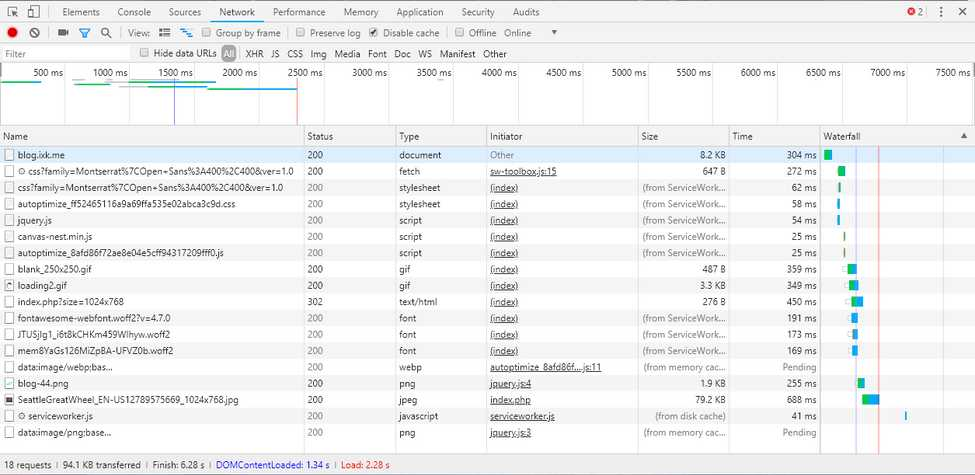 Elements Console Sources Network Performance Memory Application Security Audits 2
View: Group by frame Preserve log Disable cache Offline Online
Filter Hide data URLs All XHR JS CSS Img Media Font Doc WS Manifest Other
500 ms 1000 ms 1500 ms 2000 ms 2500 ms 3000 ms 3500 ms 4000 ms 4500 ms 5000 ms 5500 ms 6000 ms 6500 ms 7000 ms 7500 ms
Name Status Type Initiator Size Time Waterfall
blog.ixk.me 200 document Other 8.2 KB 304 ms
css?family=Montserrat%7COpen+Sans%3A400%2C400&ver=1.0 200 fetch sw-toolbox.js:15 647 B 272 ms
css?family=Montserrat%7COpen+Sans%3A400%2C400&ver=1.0 200 stylesheet (index) (from ServiceWork... 62 ms
autoptimize_ff52465116a9a69ffa535e02abca3c9d.css 200 stylesheet (index) (from ServiceWork... 58 ms
jquery.js 200 script (index) (from ServiceWork... 54 ms
canvas-nest.min.js 200 script (index) (from ServiceWork... 25 ms
autoptimize_8afd86f72ae8e04e5cff94317209fff0.js 200 script (index) (from ServiceWork... 25 ms
blank_250x250.gif 200 gif (index) 487 B 359 ms
loading2.gif 200 gif (index) 3.3 KB 349 ms
index.php?size=1024x768 302 text/html (index) 276 B 450 ms
fontawesome-webfont.woff2?v=4.7.0 200 font (index) (from ServiceWork... 191 ms
JTUSjIg1_i6t8kCHKm459Wlhyw.woff2 200 font (index) (from ServiceWork... 173 ms
mem8YaGs126MiZpBA-UFVZ0b.woff2 200 font (index) (from ServiceWork... 169 ms
data:image/webp;bas... 200 webp autoptimize_8afd86f....js:11 (from memory cac... Pending
blog-44.png 200 png jquery.js:4 1.9 KB 255 ms
SeattleGreatWheel_EN-US12789575669_1024x768.jpg 200 jpeg index.php 79.2 KB 688 ms
serviceworker.js 200 javascript serviceworker.js (from disk cache) 41 ms
data:image/png;base... 200 png jquery.js:3 (from memory cac... Pending
18 requests | 94.1 KB transferred | Finish: 6.28 s | DOMContentLoaded: 1.34 s | Load: 2.28 s